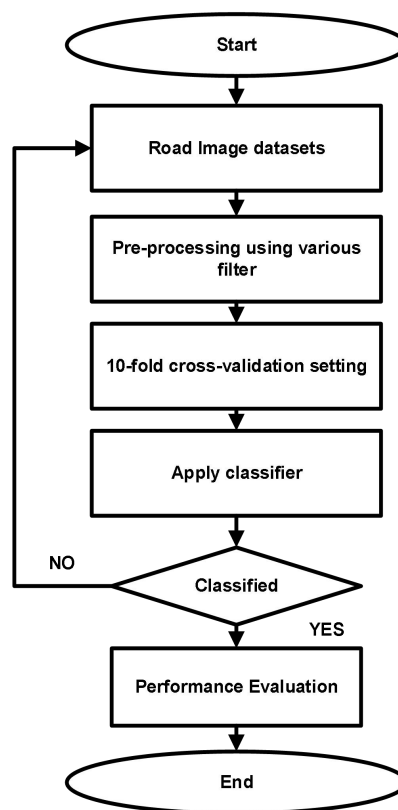 Start
Road Image datasets
Pre-processing using various
filter
10-fold cross-validation setting
Apply classifier
NO
Classified
YES
Performance Evaluation
End